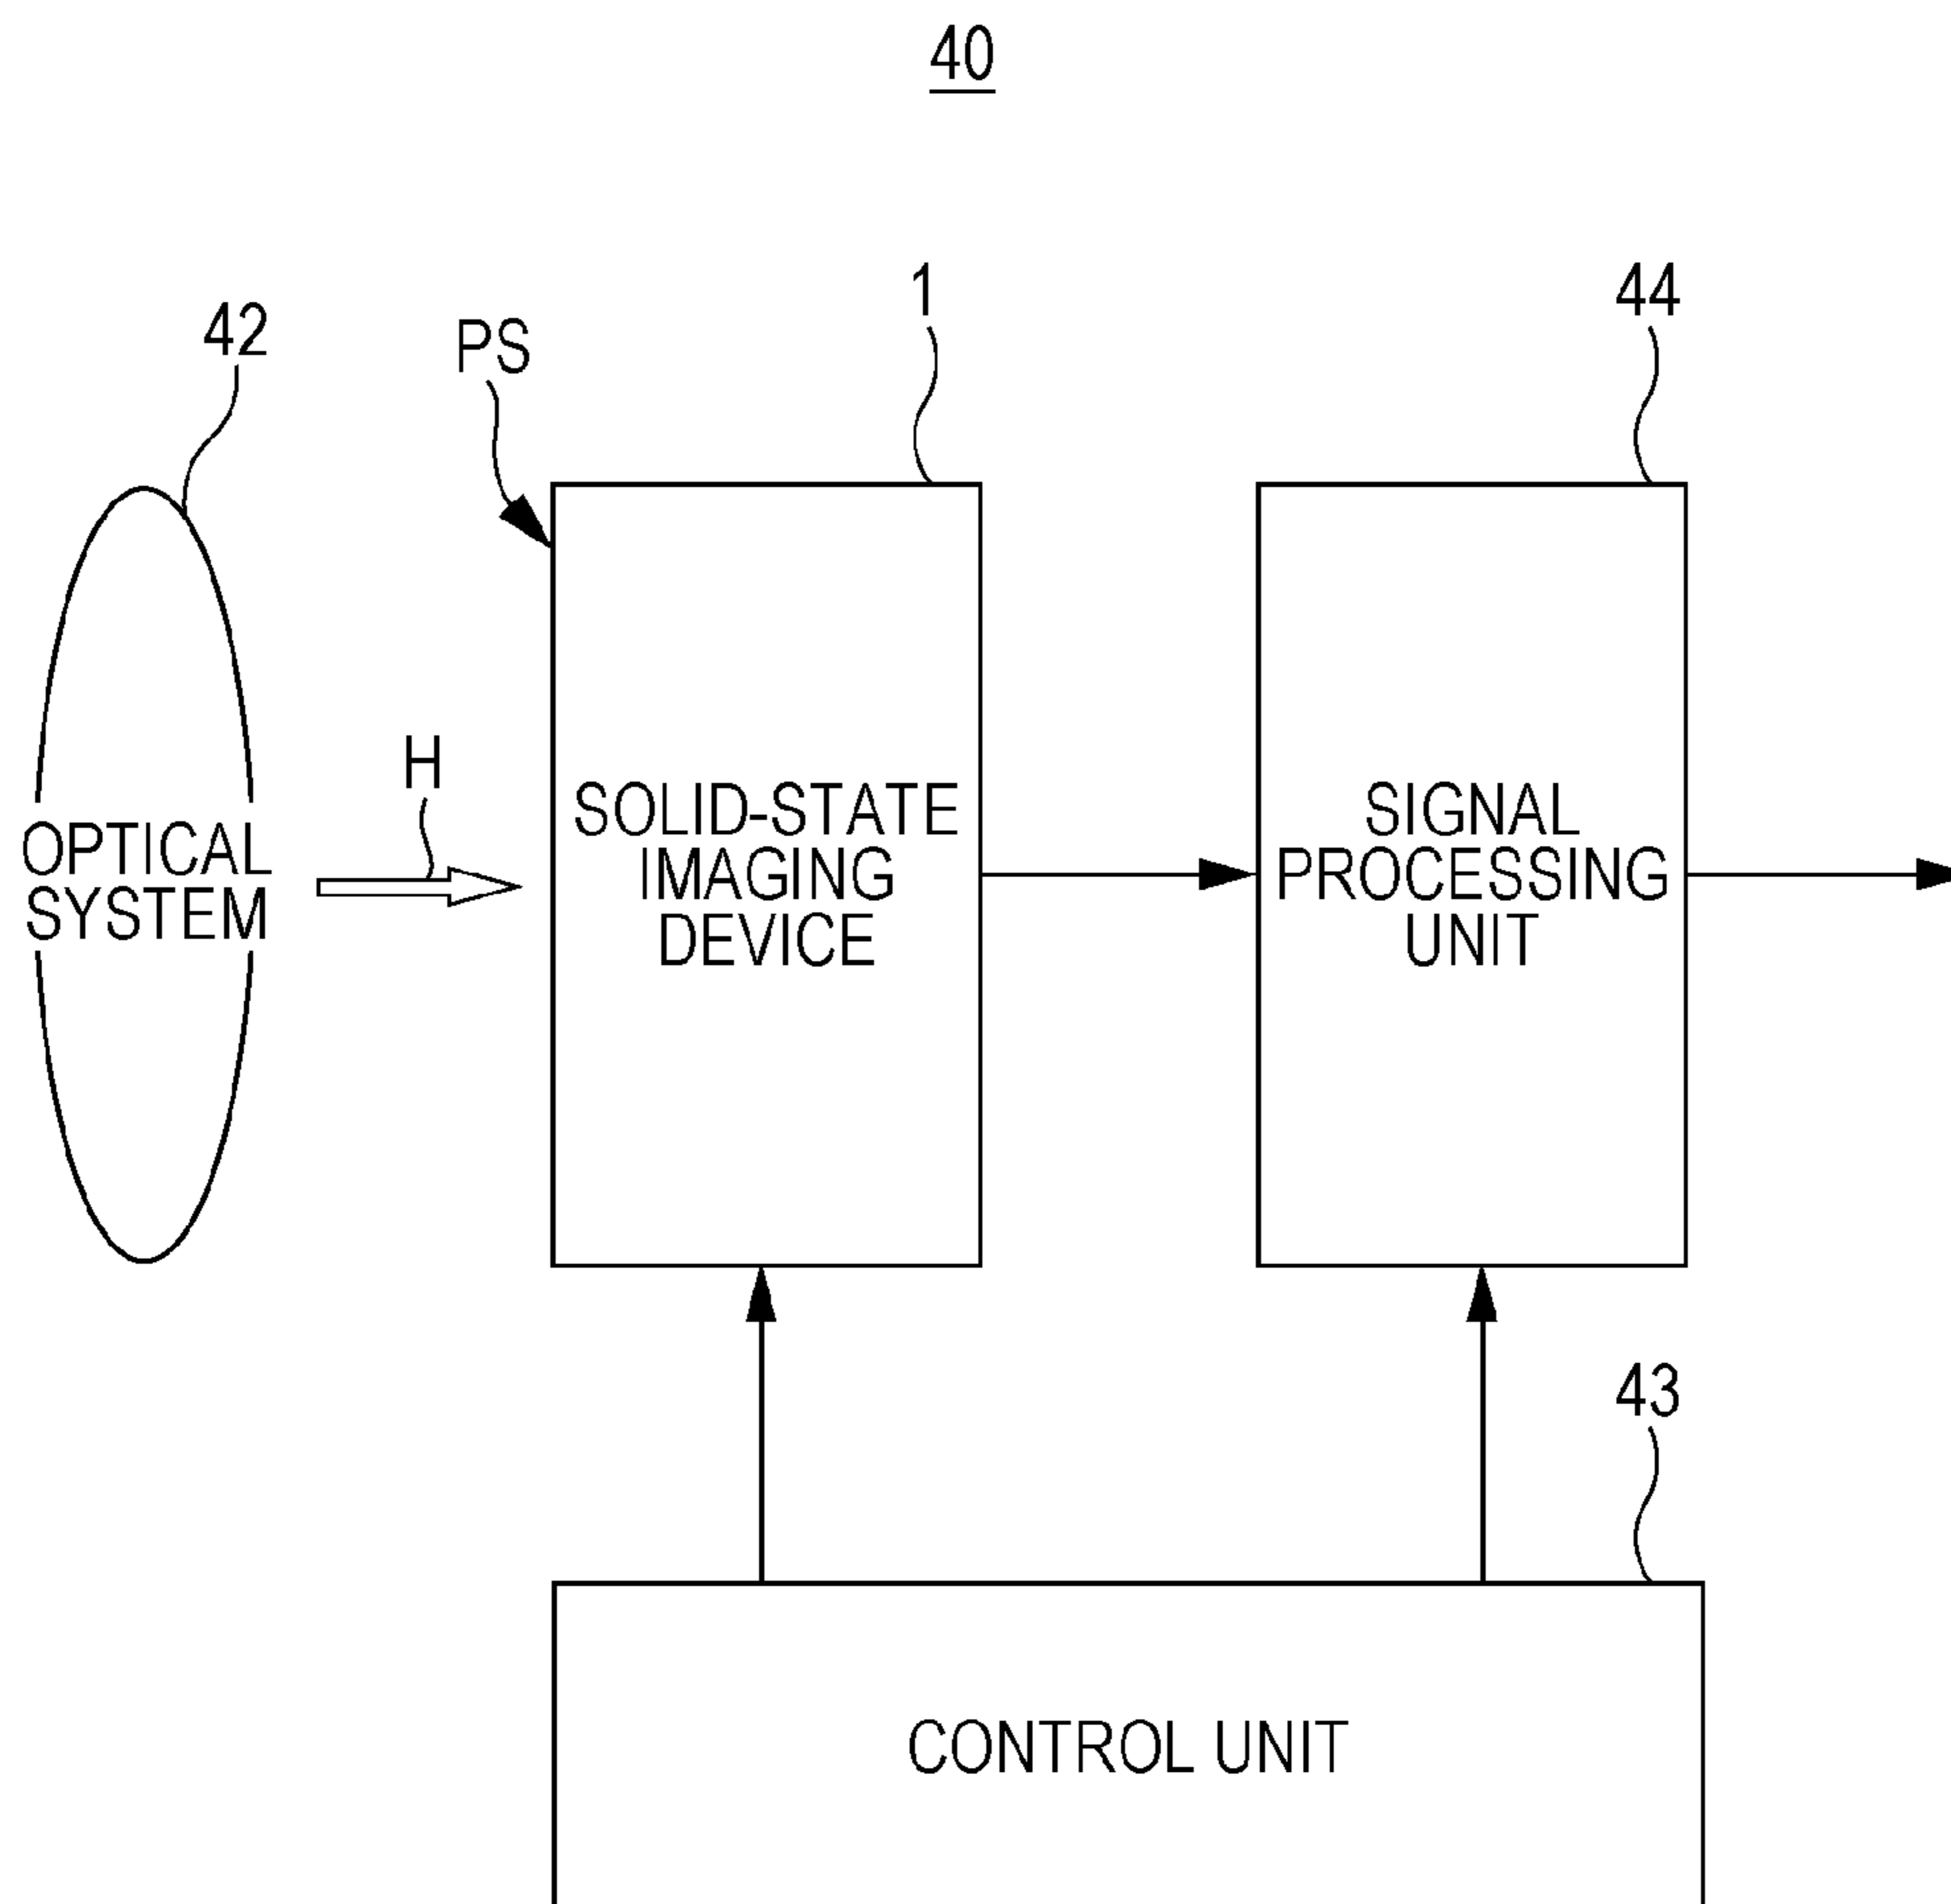 40
1
44
42
PS
H
OPTICAL
SYSTEM
SOLID-STATE
IMAGING
DEVICE
SIGNAL
PROCESSING
UNIT
43
CONTROL UNIT